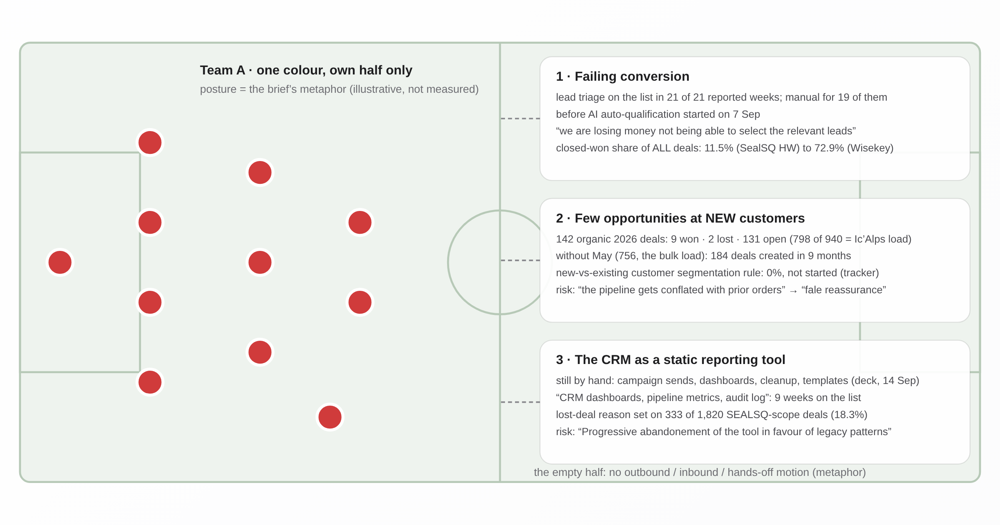 Team A · one colour, own half only
posture = the brief’s metaphor (illustrative, not measured)
1 · Failing conversion
lead triage on the list in 21 of 21 reported weeks; manual for 19 of them
before AI auto-qualification started on 7 Sep
“we are losing money not being able to select the relevant leads”
closed-won share of ALL deals: 11.5% (SealSQ HW) to 72.9% (Wisekey)
2 · Few opportunities at NEW customers
142 organic 2026 deals: 9 won · 2 lost · 131 open (798 of 940 = Ic’Alps load)
without May (756, the bulk load): 184 deals created in 9 months
new-vs-existing customer segmentation rule: 0%, not started (tracker)
risk: “the pipeline gets conflated with prior orders” → “fale reassurance”
3 · The CRM as a static reporting tool
still by hand: campaign sends, dashboards, cleanup, templates (deck, 14 Sep)
“CRM dashboards, pipeline metrics, audit log”: 9 weeks on the list
lost-deal reason set on 333 of 1,820 SEALSQ-scope deals (18.3%)
risk: “Progressive abandonement of the tool in favour of legacy patterns”
the empty half: no outbound / inbound / hands-off motion (metaphor)